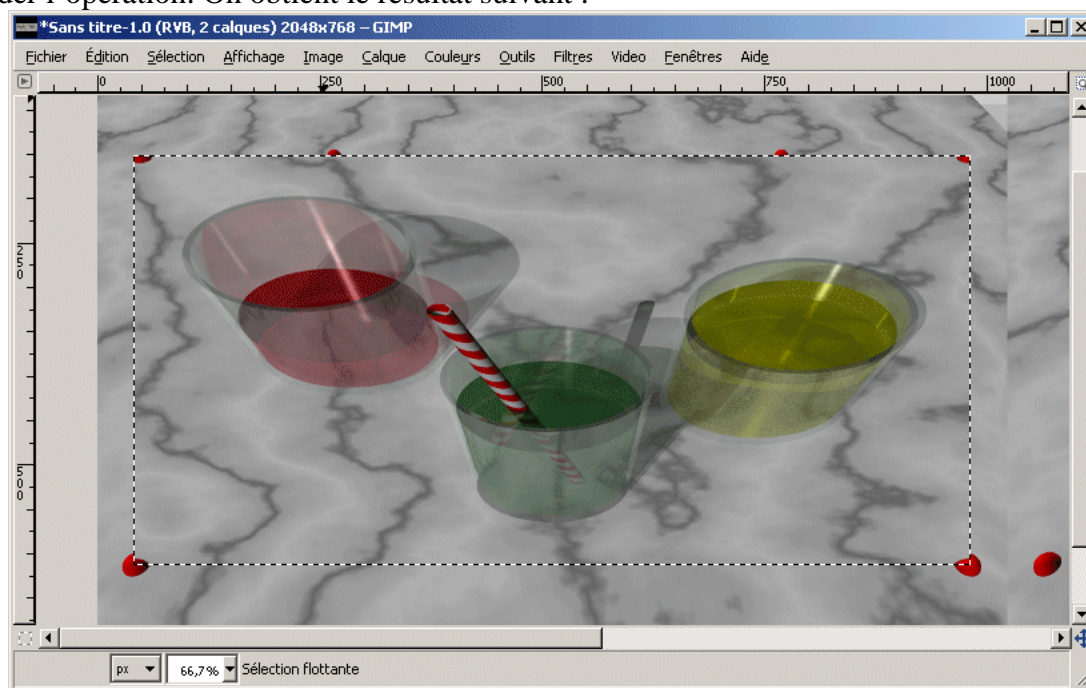 der l'opération. On obtient le résultat suivant :
*Sans titre-1.0 (RVB, 2 calques) 2048x768 – GIMP
Fichier Édition Sélection Affichage Image Calque Couleurs Outils Filtres Video Fenêtres Aide
0 250 500 750 1000
250
500
px 66,7% Sélection flottante